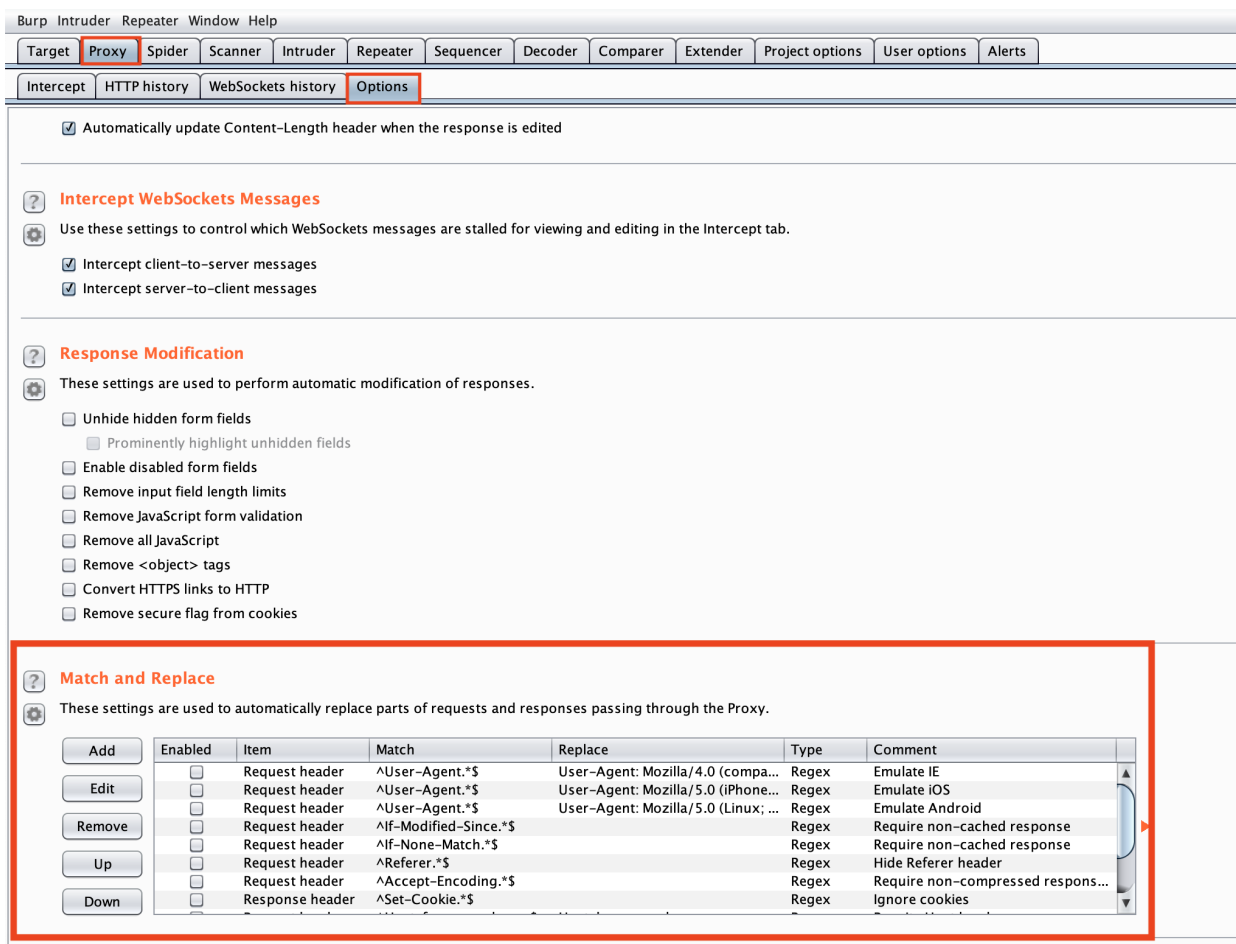 Burp Intruder Repeater Window Help
Target Proxy Spider Scanner Intruder Repeater Sequencer Decoder Comparer Extender Project options User options Alerts
Intercept HTTP history WebSockets history Options
Automatically update Content-Length header when the response is edited
? Intercept WebSockets Messages
Use these settings to control which WebSockets messages are stalled for viewing and editing in the Intercept tab.
Intercept client-to-server messages
Intercept server-to-client messages
? Response Modification
These settings are used to perform automatic modification of responses.
Unhide hidden form fields
Prominently highlight unhidden fields
Enable disabled form fields
Remove input field length limits
Remove JavaScript form validation
Remove all JavaScript
Remove <object> tags
Convert HTTPS links to HTTP
Remove secure flag from cookies
? Match and Replace
These settings are used to automatically replace parts of requests and responses passing through the Proxy.
Add
Edit
Remove
Up
Down
Enabled Item Match Replace Type Comment
Request header ^User-Agent.*$ User-Agent: Mozilla/4.0 (compa... Regex Emulate IE
Request header ^User-Agent.*$ User-Agent: Mozilla/5.0 (iPhone... Regex Emulate iOS
Request header ^User-Agent.*$ User-Agent: Mozilla/5.0 (Linux; ... Regex Emulate Android
Request header ^If-Modified-Since.*$ Regex Require non-cached response
Request header ^If-None-Match.*$ Regex Require non-cached response
Request header ^Referer.*$ Regex Hide Referer header
Request header ^Accept-Encoding.*$ Regex Require non-compressed respons...
Response header ^Set-Cookie.*$ Regex Ignore cookies